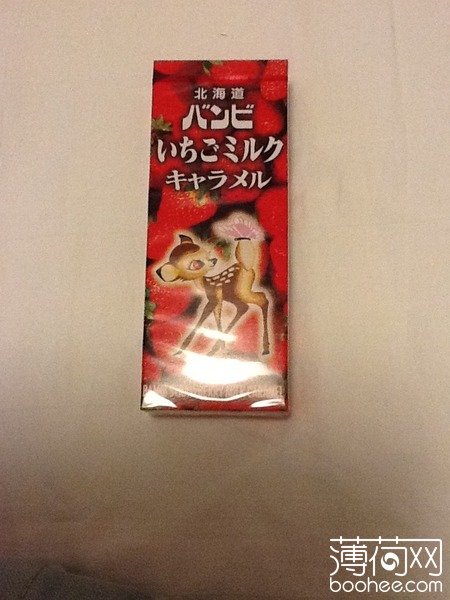 北海道
バンビ
いちごミルク
キャラメル
薄荷网
boohee.com